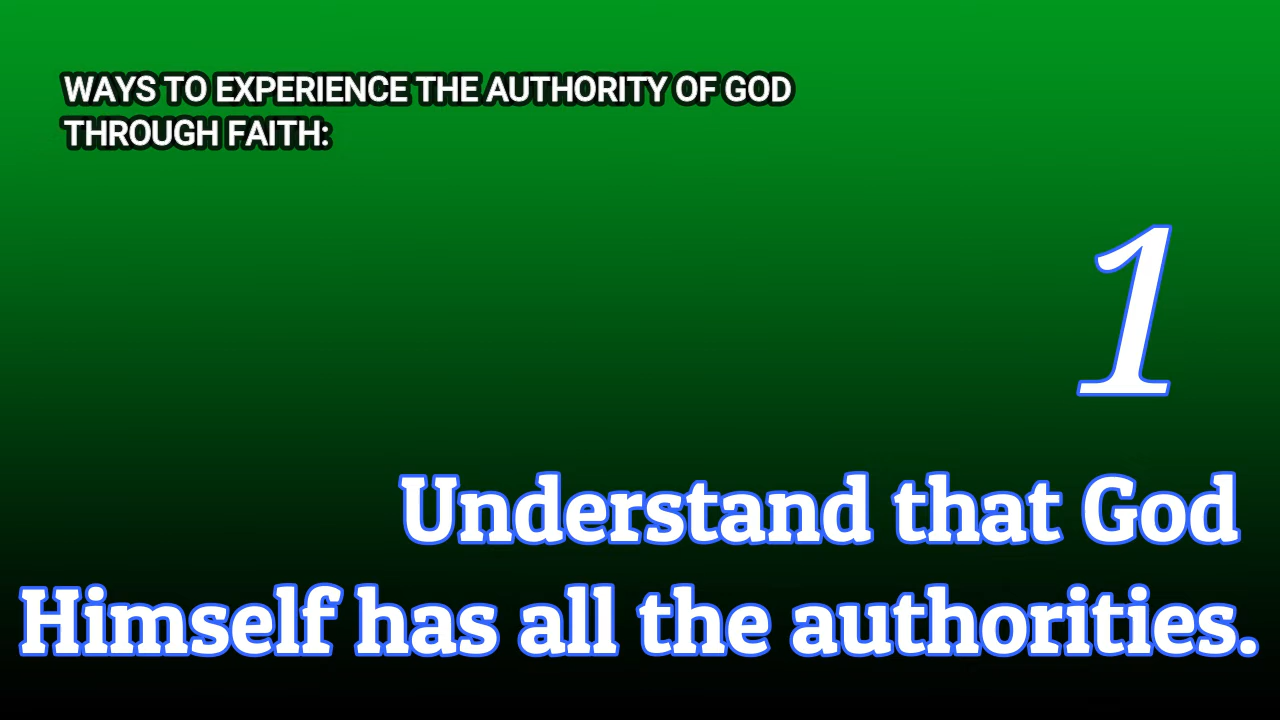 WAYS TO EXPERIENCE THE AUTHORITY OF GOD
THROUGH FAITH:
1
Understand that God
Himself has all the authorities.